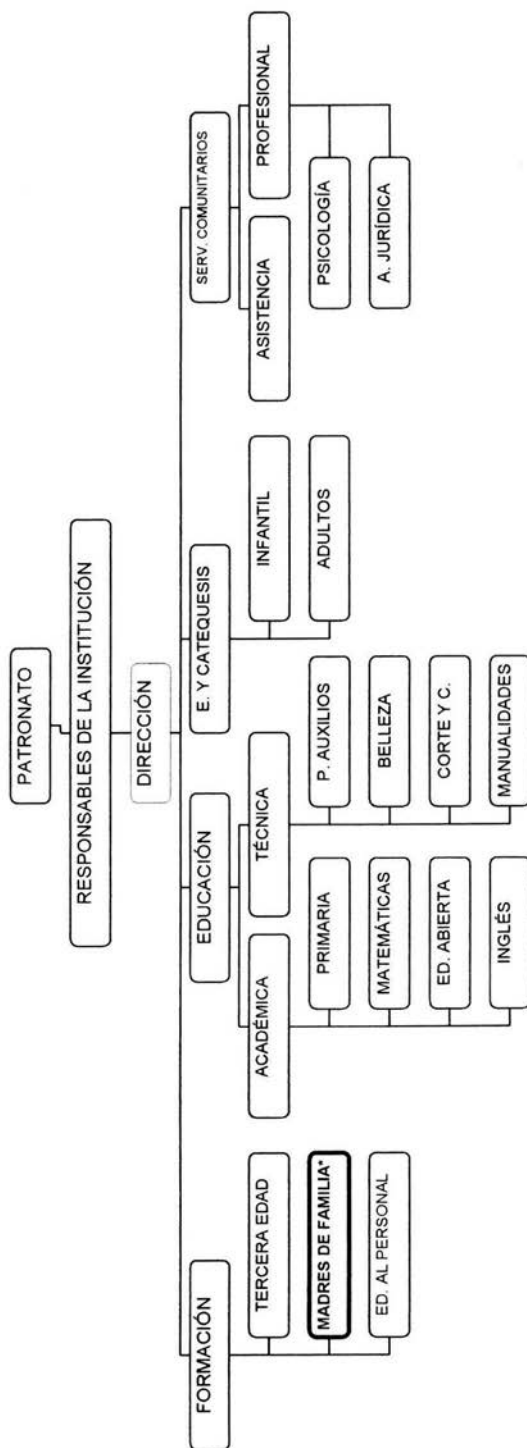 PATRONATO
RESPONSABLES DE LA INSTITUCIÓN
DIRECCIÓN
FORMACIÓN
TERCERA EDAD
MADRES DE FAMILIA*
ED. AL PERSONAL
EDUCACIÓN
ACADÉMICA
PRIMARIA
MATEMÁTICAS
ED. ABIERTA
INGLÉS
TÉCNICA
P. AUXILIOS
BELLEZA
CORTE Y C.
MANUALIDADES
E. Y CATEQUESIS
INFANTIL
ADULTOS
SERV. COMUNITARIOS
ASISTENCIA
PROFESIONAL
PSICOLOGÍA
A. JURÍDICA